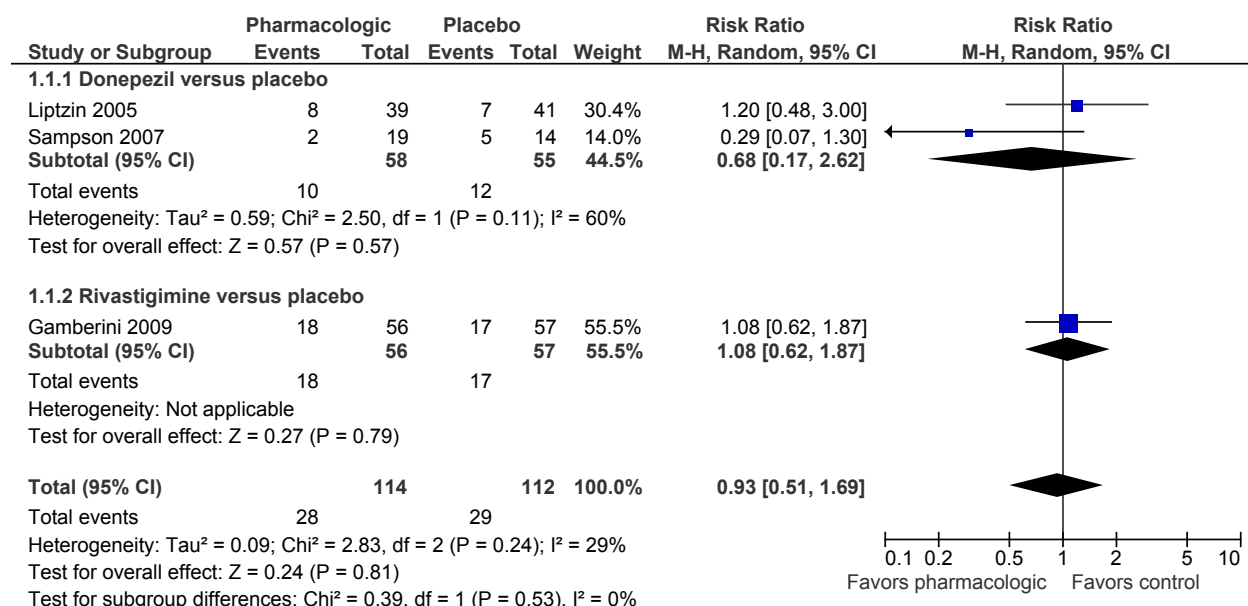 Pharmacologic Placebo Risk Ratio Risk Ratio
Study or Subgroup Events Total Events Total Weight M-H, Random, 95% CI M-H, Random, 95% CI
1.1.1 Donepezil versus placebo
Liptzin 2005 8 39 7 41 30.4% 1.20 [0.48, 3.00]
Sampson 2007 2 19 5 14 14.0% 0.29 [0.07, 1.30]
Subtotal (95% CI) 58 55 44.5% 0.68 [0.17, 2.62]
Total events 10 12
Heterogeneity: Tau² = 0.59; Chi² = 2.50, df = 1 (P = 0.11); I² = 60%
Test for overall effect: Z = 0.57 (P = 0.57)
1.1.2 Rivastigimine versus placebo
Gamberini 2009 18 56 17 57 55.5% 1.08 [0.62, 1.87]
Subtotal (95% CI) 56 57 55.5% 1.08 [0.62, 1.87]
Total events 18 17
Heterogeneity: Not applicable
Test for overall effect: Z = 0.27 (P = 0.79)
Total (95% CI) 114 112 100.0% 0.93 [0.51, 1.69]
Total events 28 29
Heterogeneity: Tau² = 0.09; Chi² = 2.83, df = 2 (P = 0.24); I² = 29%
Test for overall effect: Z = 0.24 (P = 0.81)
Test for subgroup differences: Chi² = 0.39, df = 1 (P = 0.53), I² = 0%
0.1 0.2 0.5 1 2 5 10
Favors pharmacologic Favors control